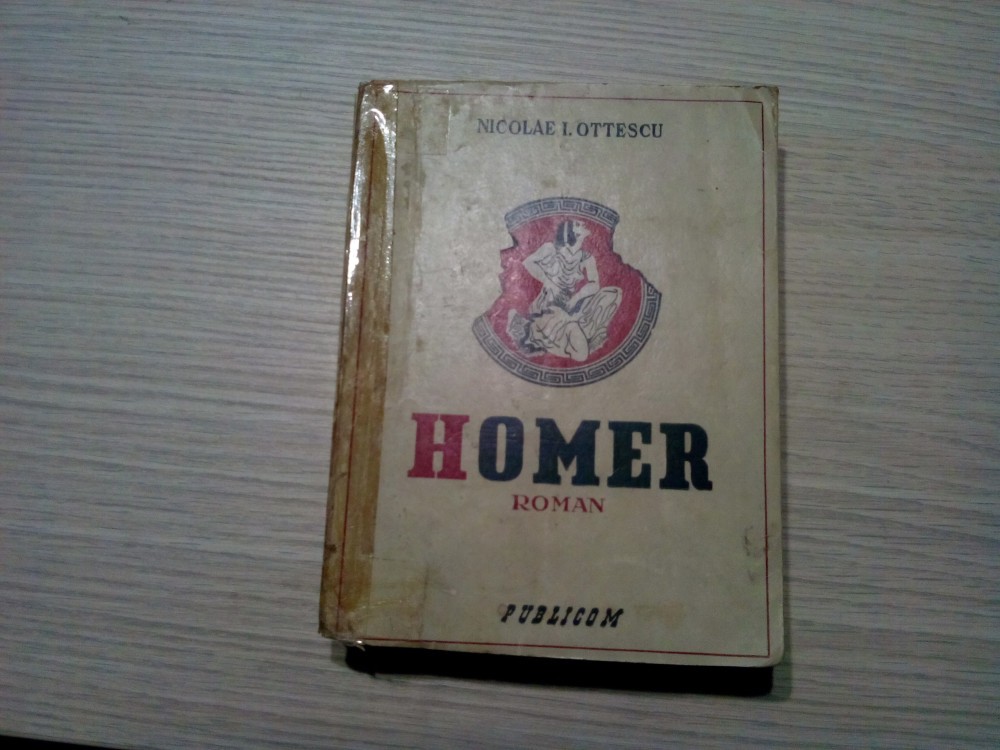 NICOLAE I. OTTESCU
HOMER
ROMAN
PUBLICOM